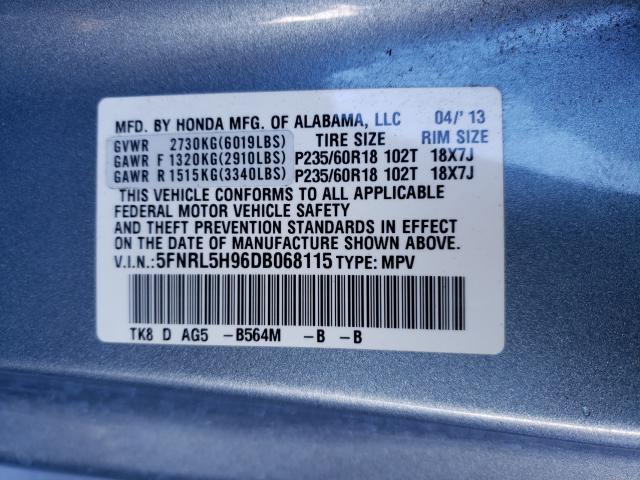 MFD. BY HONDA MFG. OF ALABAMA, LLC 04/'13
GVWR 2730KG(6019LBS) TIRE SIZE RIM SIZE
GAWR F 1320KG(2910LBS) P235/60R18 102T 18X7J
GAWR R 1515KG(3340LBS) P235/60R18 102T 18X7J
THIS VEHICLE CONFORMS TO ALL APPLICABLE
FEDERAL MOTOR VEHICLE SAFETY
AND THEFT PREVENTION STANDARDS IN EFFECT
ON THE DATE OF MANUFACTURE SHOWN ABOVE.
V.I.N.:5FNRL5H96DB068115 TYPE: MPV
TK8 D AG5 -B564M -B -B